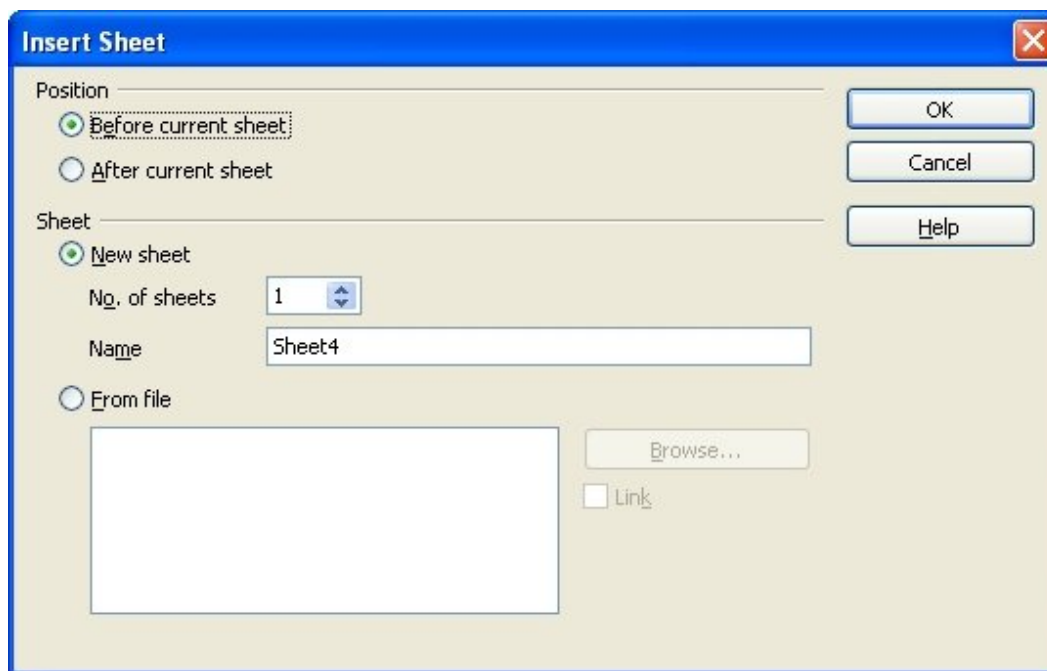 Insert Sheet
Position
Before current sheet
After current sheet
OK
Cancel
Help
Sheet
New sheet
No. of sheets 1
Name Sheet4
From file
Browse...
Link